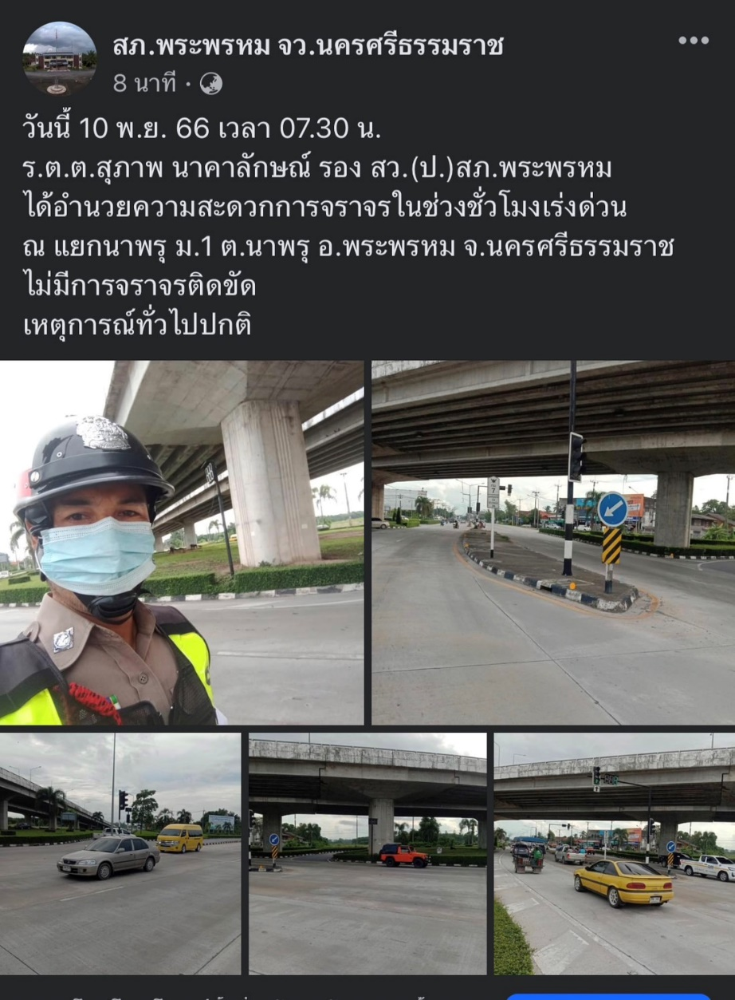 สภ.พระพรหม จว.นครศรีธรรมราช
8 นาที ·
วันนี้ 10 พ.ย. 66 เวลา 07.30 น.
ร.ต.ต.สุภาพ นาคาลักษณ์ รอง สว.(ป.)สภ.พระพรหม
ได้อำนวยความสะดวกการจราจรในช่วงชั่วโมงเร่งด่วน
ณ แยกนาพรุ ม.1 ต.นาพรุ อ.พระพรหม จ.นครศรีธรรมราช
ไม่มีการจราจรติดขัด
เหตุการณ์ทั่วไปปกติ